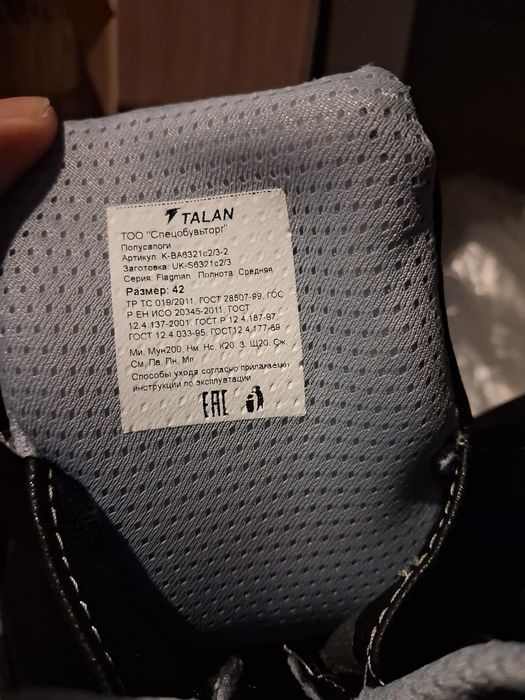 TALAN
ТОО "Спецобувьторг"
Полусапоги
Артикул: K-BA6321c2/3-2
Заготовка: UK-S6321c2/3
Серия: Flagman Полнота: Средняя
Размер: 42
ТР ТС 019/2011, ГОСТ 28507-99, ГОС
Р ЕН ИСО 20345-2011, ГОСТ
12.4.137-2001, ГОСТ Р 12.4.187-97,
ГОСТ 12.4.033-95, ГОСТ12.4.177-89
Ми, Мун200, Нм, Нс, К20, З, Щ20, Сж,
См, Пв, Пн, Мп
Способы ухода согласно прилагаемо
инструкции по эксплуатации
EAC